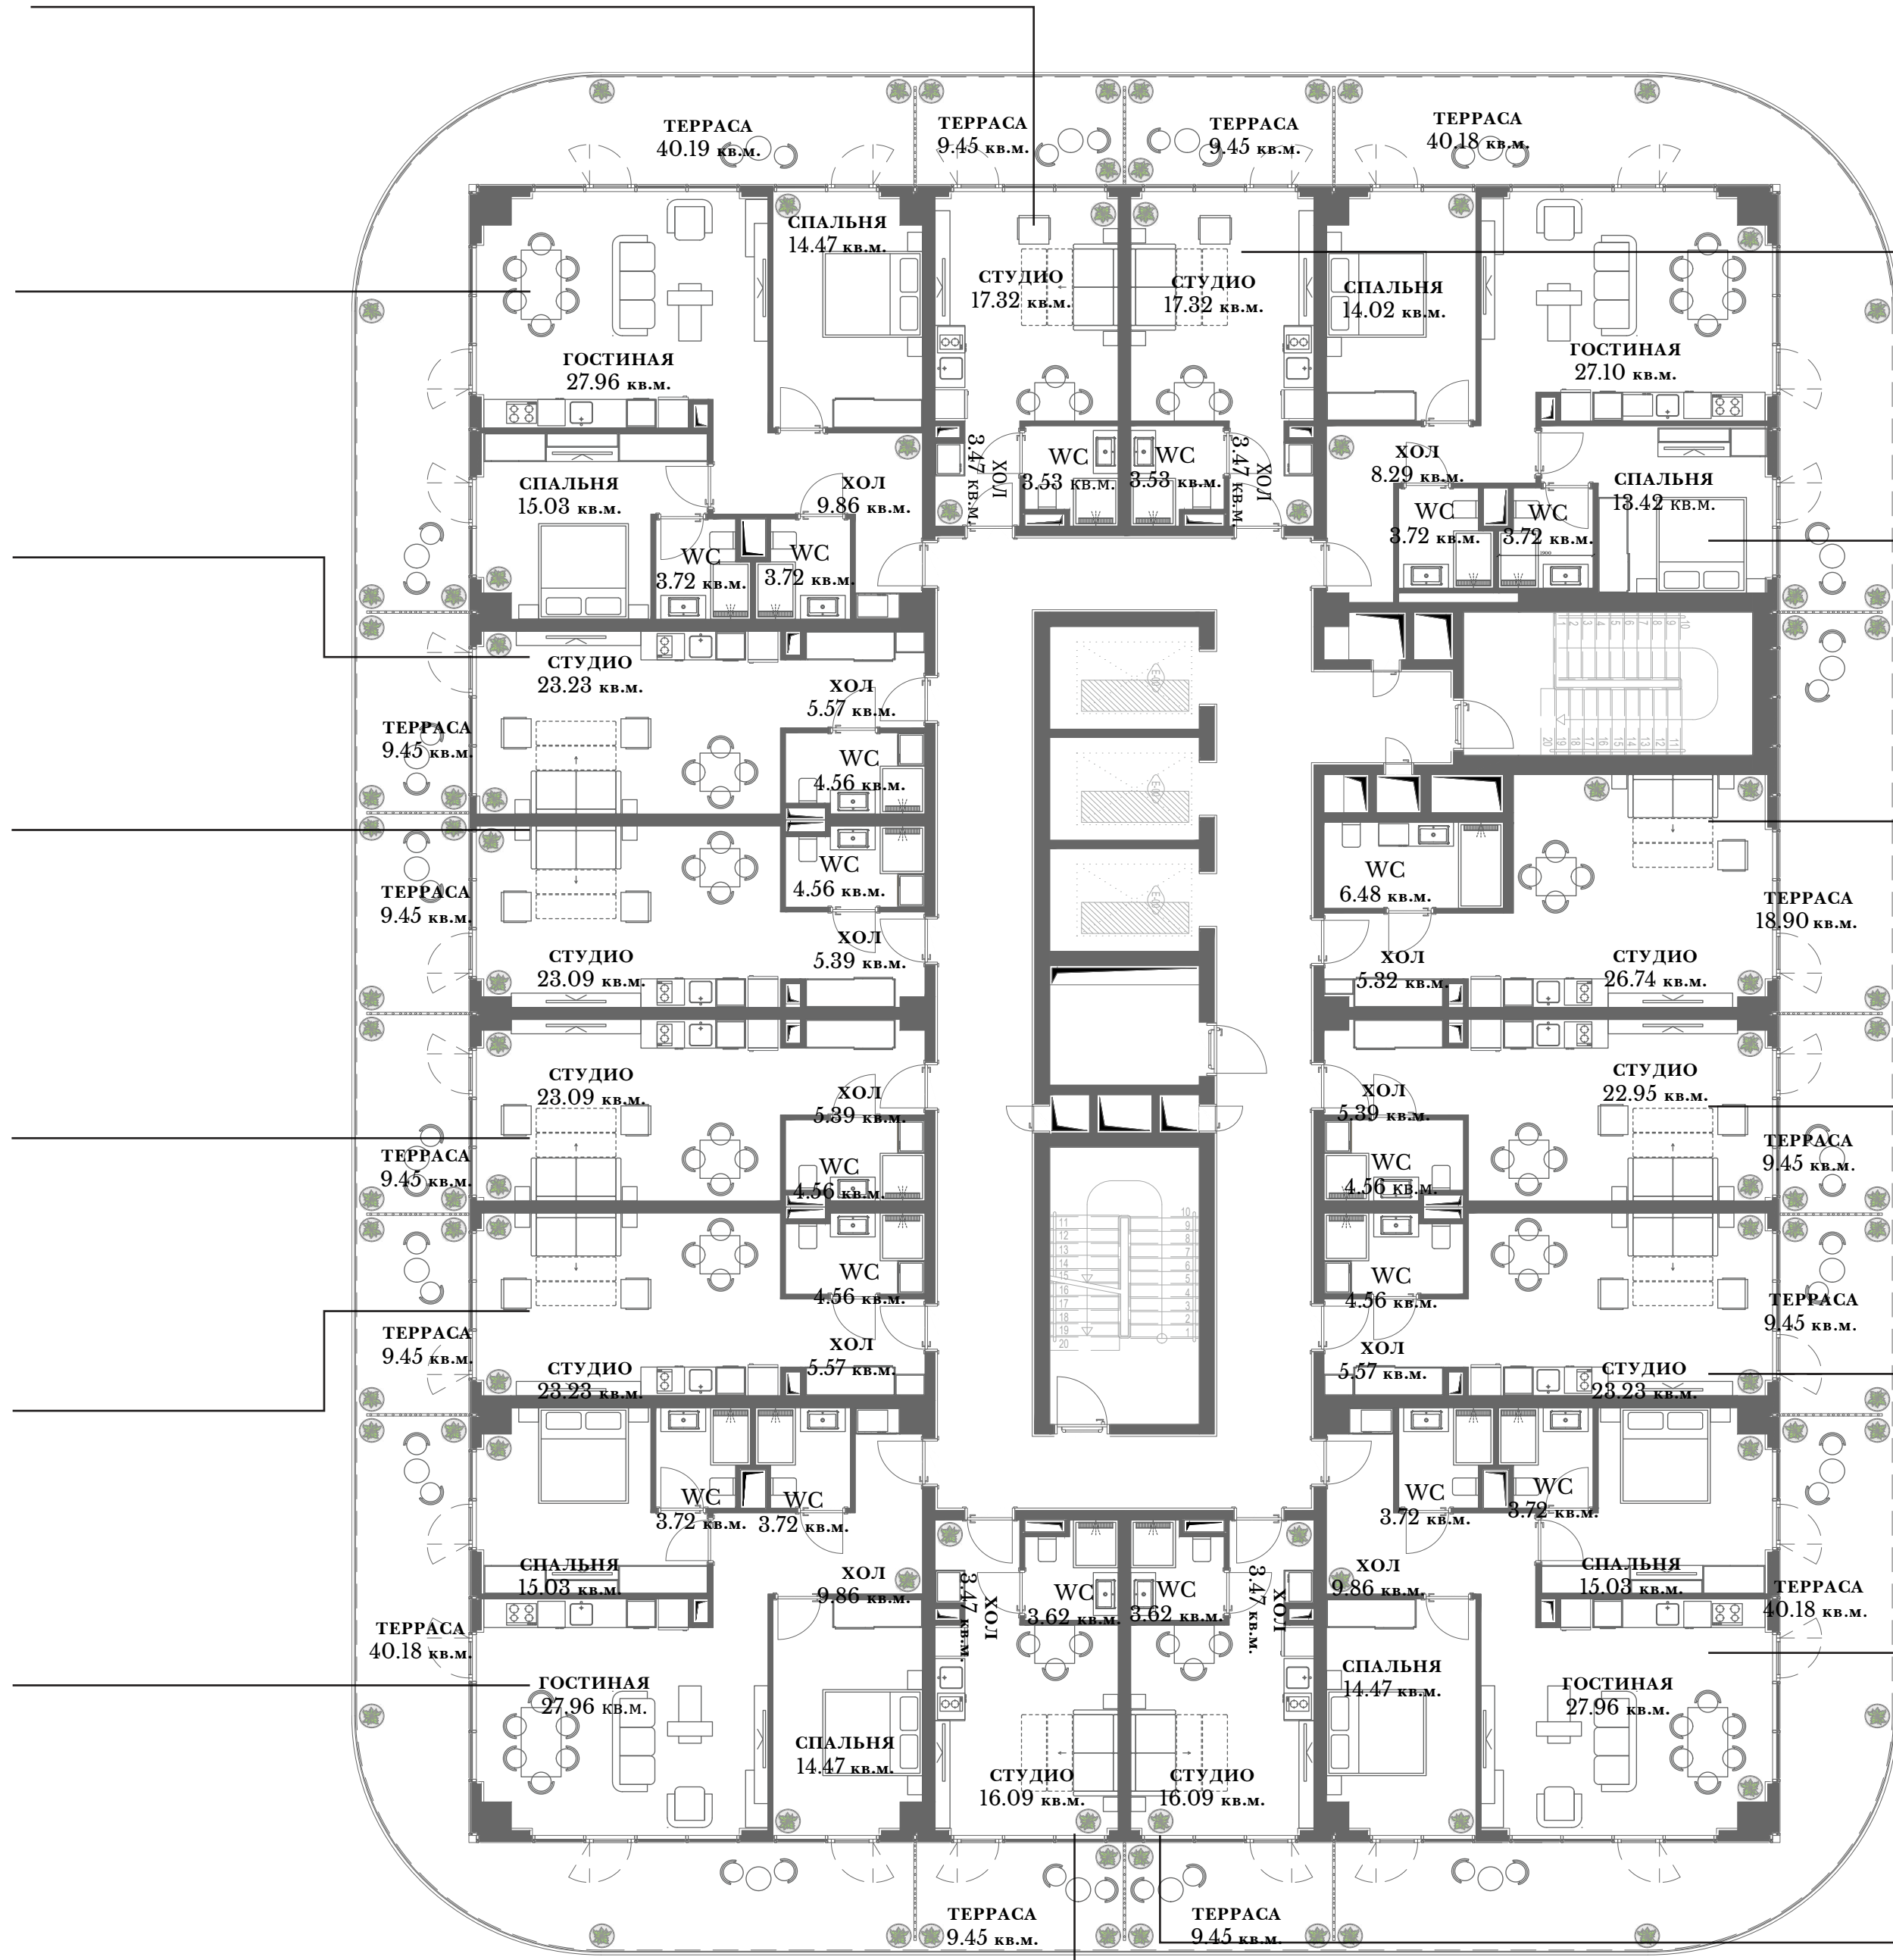 ТЕРРАСА
40.19 кв.м.
ТЕРРАСА
9.45 кв.м.
ТЕРРАСА
9.45 кв.м.
ТЕРРАСА
40.18 кв.м.
СПАЛЬНЯ
14.47 кв.м.
СТУДИО
17.32 кв.м.
СТУДИО
17.32 кв.м.
СПАЛЬНЯ
14.02 кв.м.
ГОСТИНАЯ
27.96 кв.м.
ГОСТИНАЯ
27.10 кв.м.
СПАЛЬНЯ
15.03 кв.м.
ХОЛ
9.86 кв.м.
ХОЛ
3.47 кв.м.
WC
3.53 кв.м.
WC
3.53 кв.м.
ХОЛ
3.47 кв.м.
ХОЛ
8.29 кв.м.
СПАЛЬНЯ
13.42 кв.м.
WC
3.72 кв.м.
WC
3.72 кв.м.
WC
3.72 кв.м.
WC
3.72 кв.м.
СТУДИО
23.23 кв.м.
ХОЛ
5.57 кв.м.
ТЕРРАСА
9.45 кв.м.
WC
4.56 кв.м.
WC
4.56 кв.м.
ТЕРРАСА
9.45 кв.м.
WC
6.48 кв.м.
ТЕРРАСА
18.90 кв.м.
ХОЛ
5.39 кв.м.
СТУДИО
23.09 кв.м.
ХОЛ
5.32 кв.м.
СТУДИО
26.74 кв.м.
СТУДИО
23.09 кв.м.
ХОЛ
5.39 кв.м.
ХОЛ
5.39 кв.м.
СТУДИО
22.95 кв.м.
ТЕРРАСА
9.45 кв.м.
WC
4.56 кв.м.
WC
4.56 кв.м.
ТЕРРАСА
9.45 кв.м.
WC
4.56 кв.м.
WC
4.56 кв.м.
ТЕРРАСА
9.45 кв.м.
ТЕРРАСА
9.45 кв.м.
СТУДИО
23.23 кв.м.
ХОЛ
5.57 кв.м.
ХОЛ
5.57 кв.м.
СТУДИО
23.23 кв.м.
WC
3.72 кв.м.
WC
3.72 кв.м.
WC
3.72 кв.м.
WC
3.72 кв.м.
СПАЛЬНЯ
15.03 кв.м.
ХОЛ
9.86 кв.м.
ХОЛ
3.47 кв.м.
WC
3.62 кв.м.
WC
3.62 кв.м.
ХОЛ
3.47 кв.м.
ХОЛ
9.86 кв.м.
СПАЛЬНЯ
15.03 кв.м.
ТЕРРАСА
40.18 кв.м.
ТЕРРАСА
40.18 кв.м.
ГОСТИНАЯ
27.96 кв.м.
СПАЛЬНЯ
14.47 кв.м.
СПАЛЬНЯ
14.47 кв.м.
ГОСТИНАЯ
27.96 кв.м.
СТУДИО
16.09 кв.м.
СТУДИО
16.09 кв.м.
ТЕРРАСА
9.45 кв.м.
ТЕРРАСА
9.45 кв.м.